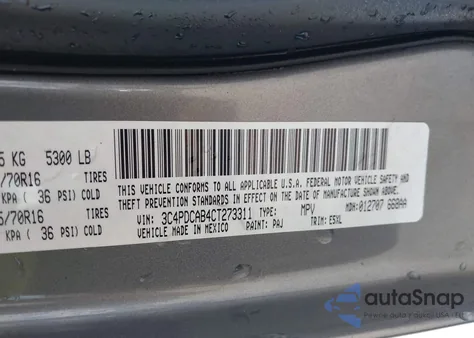 5 KG 5300 LB
/70R16 TIRES
KPA ( 36 PSI) COLD
5/70R16 TIRES
KPA ( 36 PSI) COLD
THIS VEHICLE CONFORMS TO ALL APPLICABLE U.S.A. FEDERAL MOTOR VEHICLE SAFETY AND
THEFT PREVENTION STANDARDS IN EFFECT ON THE DATE OF MANUFACTURE SHOWN ABOVE.
VIN: 3C4PDCAB4CT273311 TYPE: MPV MDH: 012707 668AA
VEHICLE MADE IN MEXICO PAINT: PAJ TRIM: E5XL
autoSnap